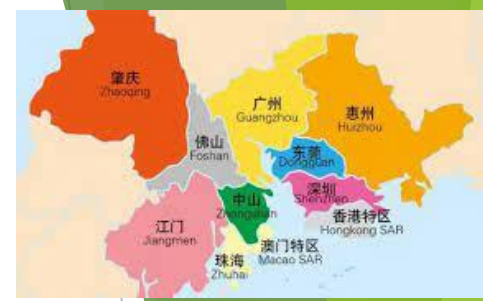 肇庆
Zhaoqing
广州
Guangzhou
惠州
Huizhou
佛山
Foshan
东莞
Dongguan
深圳
Shenzhen
中山
Zhongshan
香港特区
Hongkong SAR
江门
Jiangmen
澳门特区
Macao SAR
珠海
Zhuhai